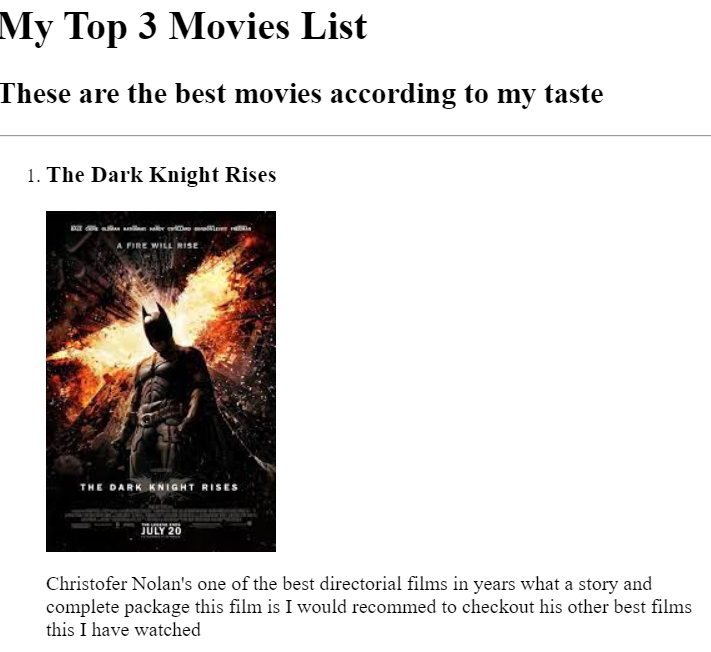 My Top 3 Movies List
These are the best movies according to my taste
1. The Dark Knight Rises
A FIRE WILL RISE
THE DARK KNIGHT RISES
THE LEGEND ENDS
JULY 20
Christofer Nolan's one of the best directorial films in years what a story and
complete package this film is I would recommed to checkout his other best films
this I have watched